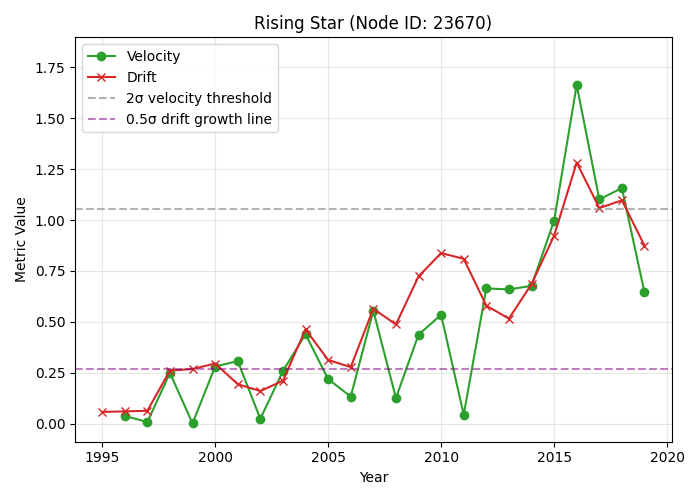 Rising Star (Node ID: 23670)
Velocity
Drift
2σ velocity threshold
0.5σ drift growth line
Metric Value
1.75
1.50
1.25
1.00
0.75
0.50
0.25
0.00
1995 2000 2005 2010 2015 2020
Year